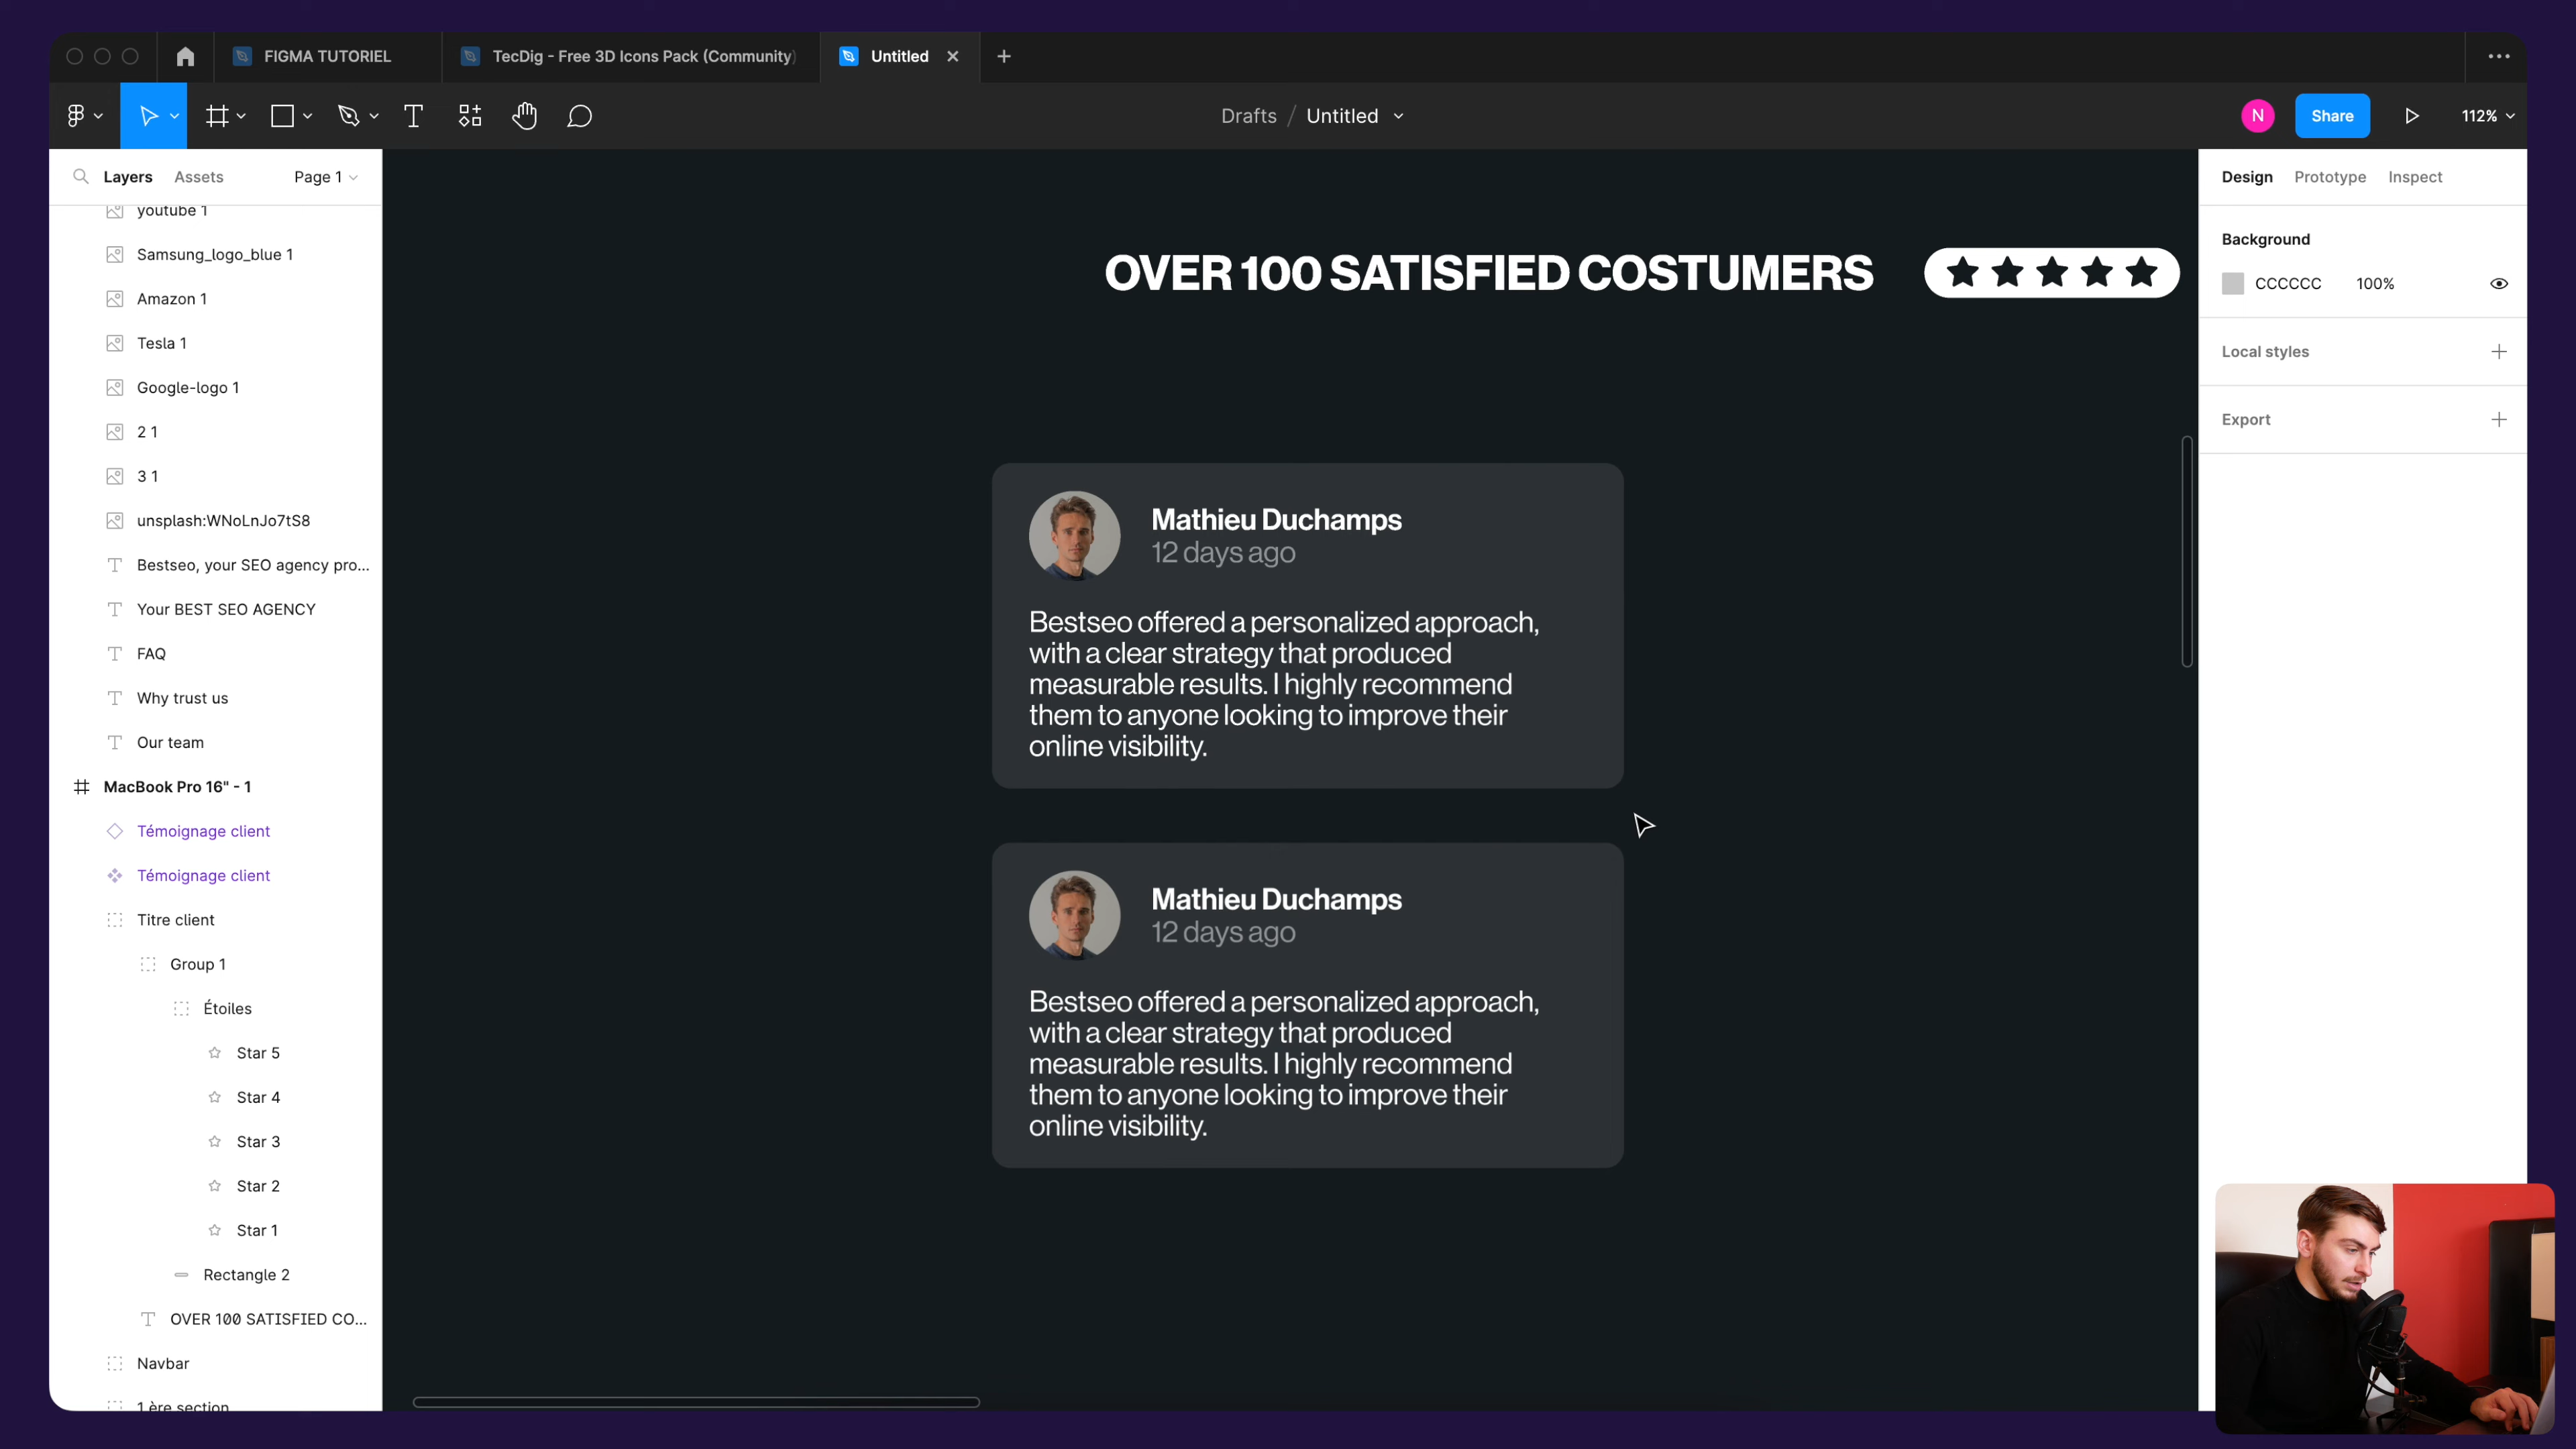 FIGMA TUTORIEL
TecDig - Free 3D Icons Pack (Community)
Untitled
Drafts / Untitled
N
Share
112%
Layers
Assets
Page 1
youtube 1
Samsung_logo_blue 1
Amazon 1
Tesla 1
Google-logo 1
2 1
3 1
unsplash:WNoLnJo7tS8
Bestseo, your SEO agency pro...
Your BEST SEO AGENCY
FAQ
Why trust us
Our team
MacBook Pro 16" - 1
Témoignage client
Témoignage client
Titre client
Group 1
Étoiles
Star 5
Star 4
Star 3
Star 2
Star 1
Rectangle 2
OVER 100 SATISFIED CO...
Navbar
1 ère section
OVER 100 SATISFIED COSTUMERS
Mathieu Duchamps
12 days ago
Bestseo offered a personalized approach,
with a clear strategy that produced
measurable results. I highly recommend
them to anyone looking to improve their
online visibility.
Mathieu Duchamps
12 days ago
Bestseo offered a personalized approach,
with a clear strategy that produced
measurable results. I highly recommend
them to anyone looking to improve their
online visibility.
Design
Prototype
Inspect
Background
CCCCCC
100%
Local styles
Export